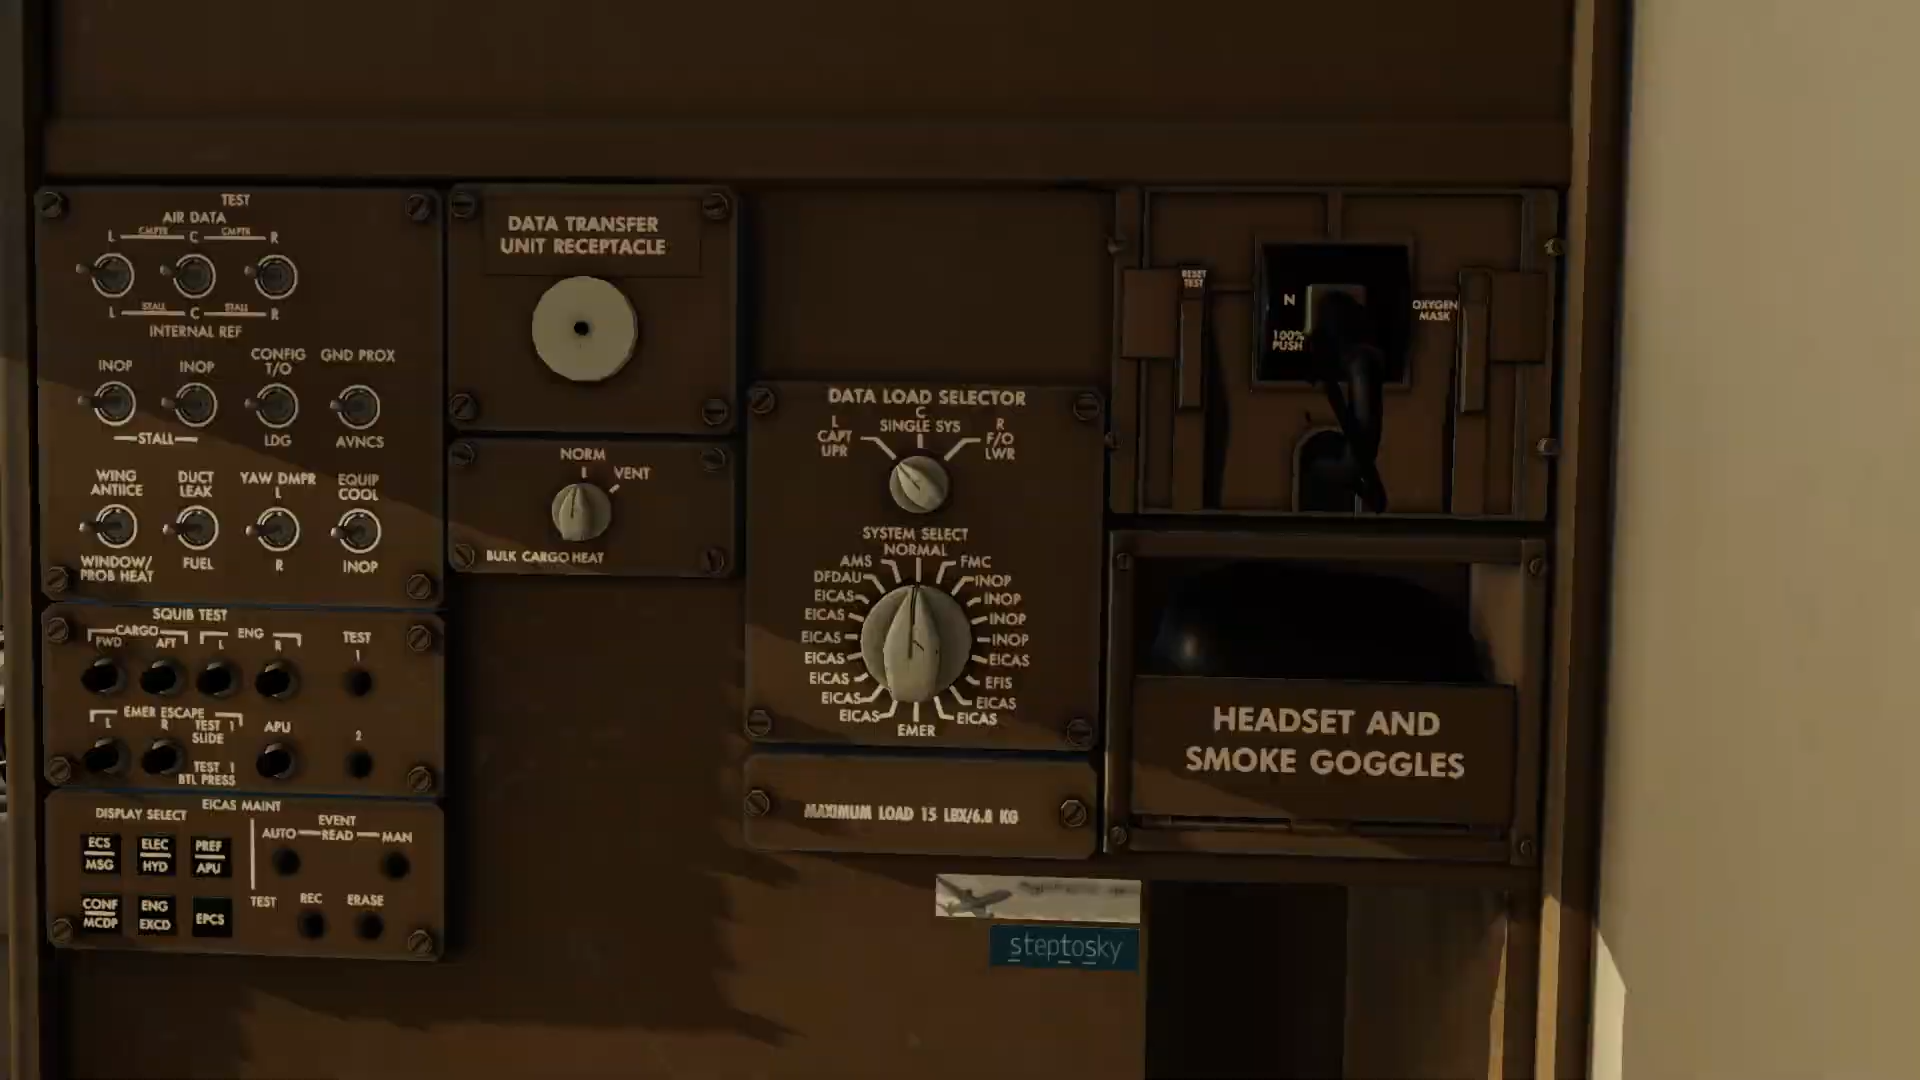 TEST
AIR DATA
L CMPTR C CMPTR R
L STALL C STALL R
INTERNAL REF
INOP INOP CONFIG T/O GND PROX
STALL LDG AVNCS
WING ANTIICE DUCT LEAK YAW DMPR L EQUIP COOL
WINDOW/ PROB HEAT FUEL R INOP
SQUIB TEST
CARGO ENG TEST
FWD AFT L R 1
EMER ESCAPE
L R TEST 1 APU 2
SLIDE
TEST 1
BTL PRESS
EICAS MAINT
DISPLAY SELECT EVENT
AUTO READ MAN
ECS MSG
ELEC HYD
PREF APU
TEST REC ERASE
CONF MCDP
ENG EXCD
EPCS
DATA TRANSFER
UNIT RECEPTACLE
NORM
VENT
BULK CARGO HEAT
DATA LOAD SELECTOR
C
SINGLE SYS
L
CAPT
UPR
R
F/O
LWR
SYSTEM SELECT
NORMAL
AMS FMC
DFDAU INOP
EICAS INOP
EICAS INOP
EICAS INOP
EICAS EICAS
EICAS EFIS
EICAS EICAS
EICAS EICAS
EMER
MAXIMUM LOAD 15 LBX/6.8 KG
RESET
TEST
N
100%
PUSH
OXYGEN
MASK
HEADSET AND
SMOKE GOGGLES
steptosky